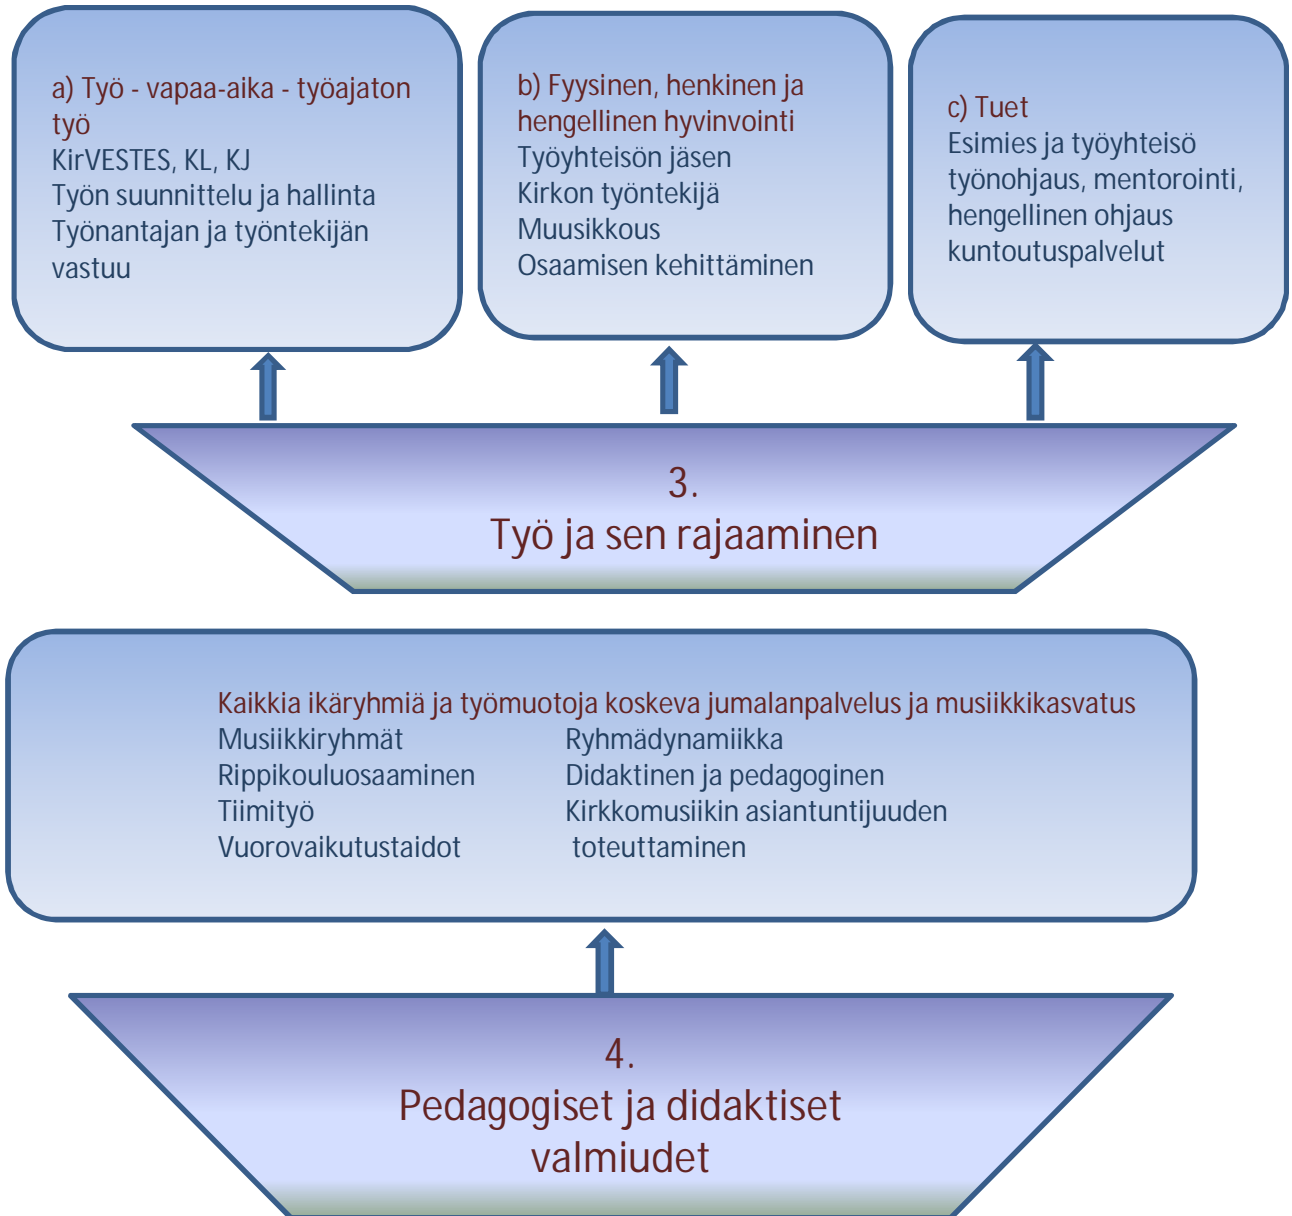 a) Työ - vapaa-aika - työajaton
työ
KirVESTES, KL, KJ
Työn suunnittelu ja hallinta
Työnantajan ja työntekijän
vastuu
b) Fyysinen, henkinen ja
hengellinen hyvinvointi
Työyhteisön jäsen
Kirkon työntekijä
Muusikkous
Osaamisen kehittäminen
c) Tuet
Esimies ja työyhteisö
työnohjaus, mentorointi,
hengellinen ohjaus
kuntoutuspalvelut
3.
Työ ja sen rajaaminen
Kaikkia ikäryhmiä ja työmuotoja koskeva jumalanpalvelus ja musiikkikasvatus
Musiikkiryhmät
Rippikouluosaaminen
Tiimityö
Vuorovaikutustaidot
Ryhmädynamiikka
Didaktinen ja pedagoginen
Kirkkomusiikin asiantuntijuuden
toteuttaminen
4.
Pedagogiset ja didaktiset
valmiudet